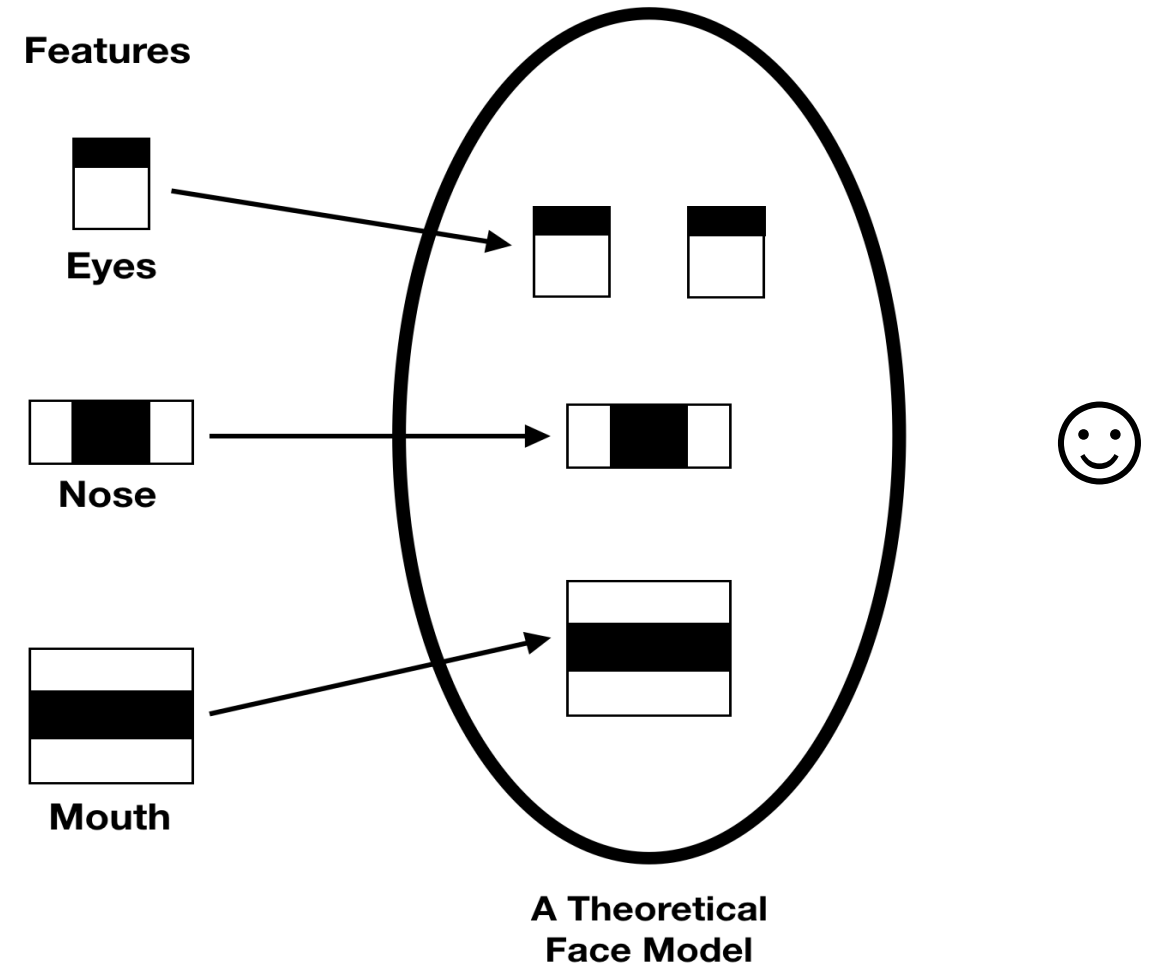 Features
Eyes
Nose
Mouth
A Theoretical
Face Model